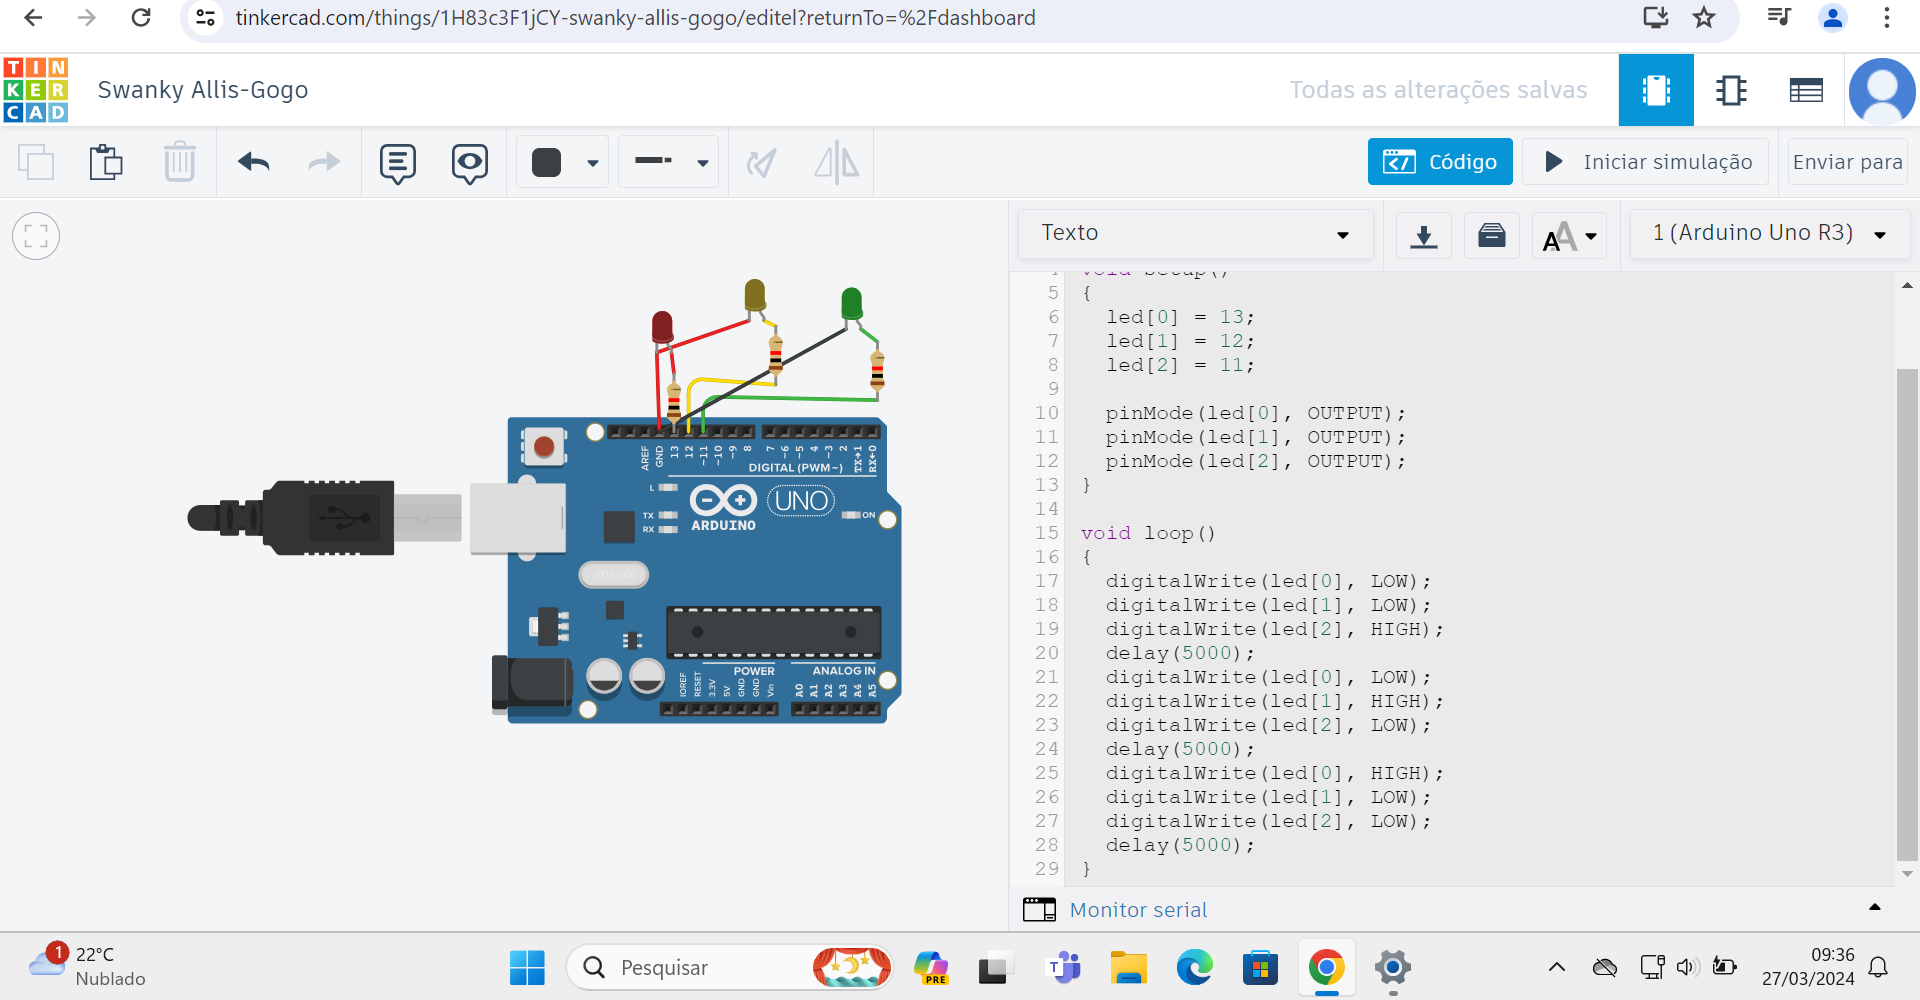 tinkercad.com/things/1H83c3F1jCY-swanky-allis-gogo/editel?returnTo=%2Fdashboard
TIN
KER
CAD
Swanky Allis-Gogo
Todas as alterações salvas
Código
Iniciar simulação
Enviar para
Texto
1 (Arduino Uno R3)
void setup()
5 {
6 led[0] = 13;
7 led[1] = 12;
8 led[2] = 11;
9
10 pinMode(led[0], OUTPUT);
11 pinMode(led[1], OUTPUT);
12 pinMode(led[2], OUTPUT);
13 }
14
15 void loop()
16 {
17 digitalWrite(led[0], LOW);
18 digitalWrite(led[1], LOW);
19 digitalWrite(led[2], HIGH);
20 delay(5000);
21 digitalWrite(led[0], LOW);
22 digitalWrite(led[1], HIGH);
23 digitalWrite(led[2], LOW);
24 delay(5000);
25 digitalWrite(led[0], HIGH);
26 digitalWrite(led[1], LOW);
27 digitalWrite(led[2], LOW);
28 delay(5000);
29 }
AREF GND 13 12 ~11 ~10 ~9 8 7 ~6 ~5 4 ~3 2 TX→1 RX←0
DIGITAL (PWM~)
L
TX
RX
UNO
ON
ARDUINO
POWER
ANALOG IN
IOREF RESET 3.3V 5V GND GND Vin A0 A1 A2 A3 A4 A5
Monitor serial
1
22°C
Nublado
Pesquisar
PRE
T
09:36
27/03/2024